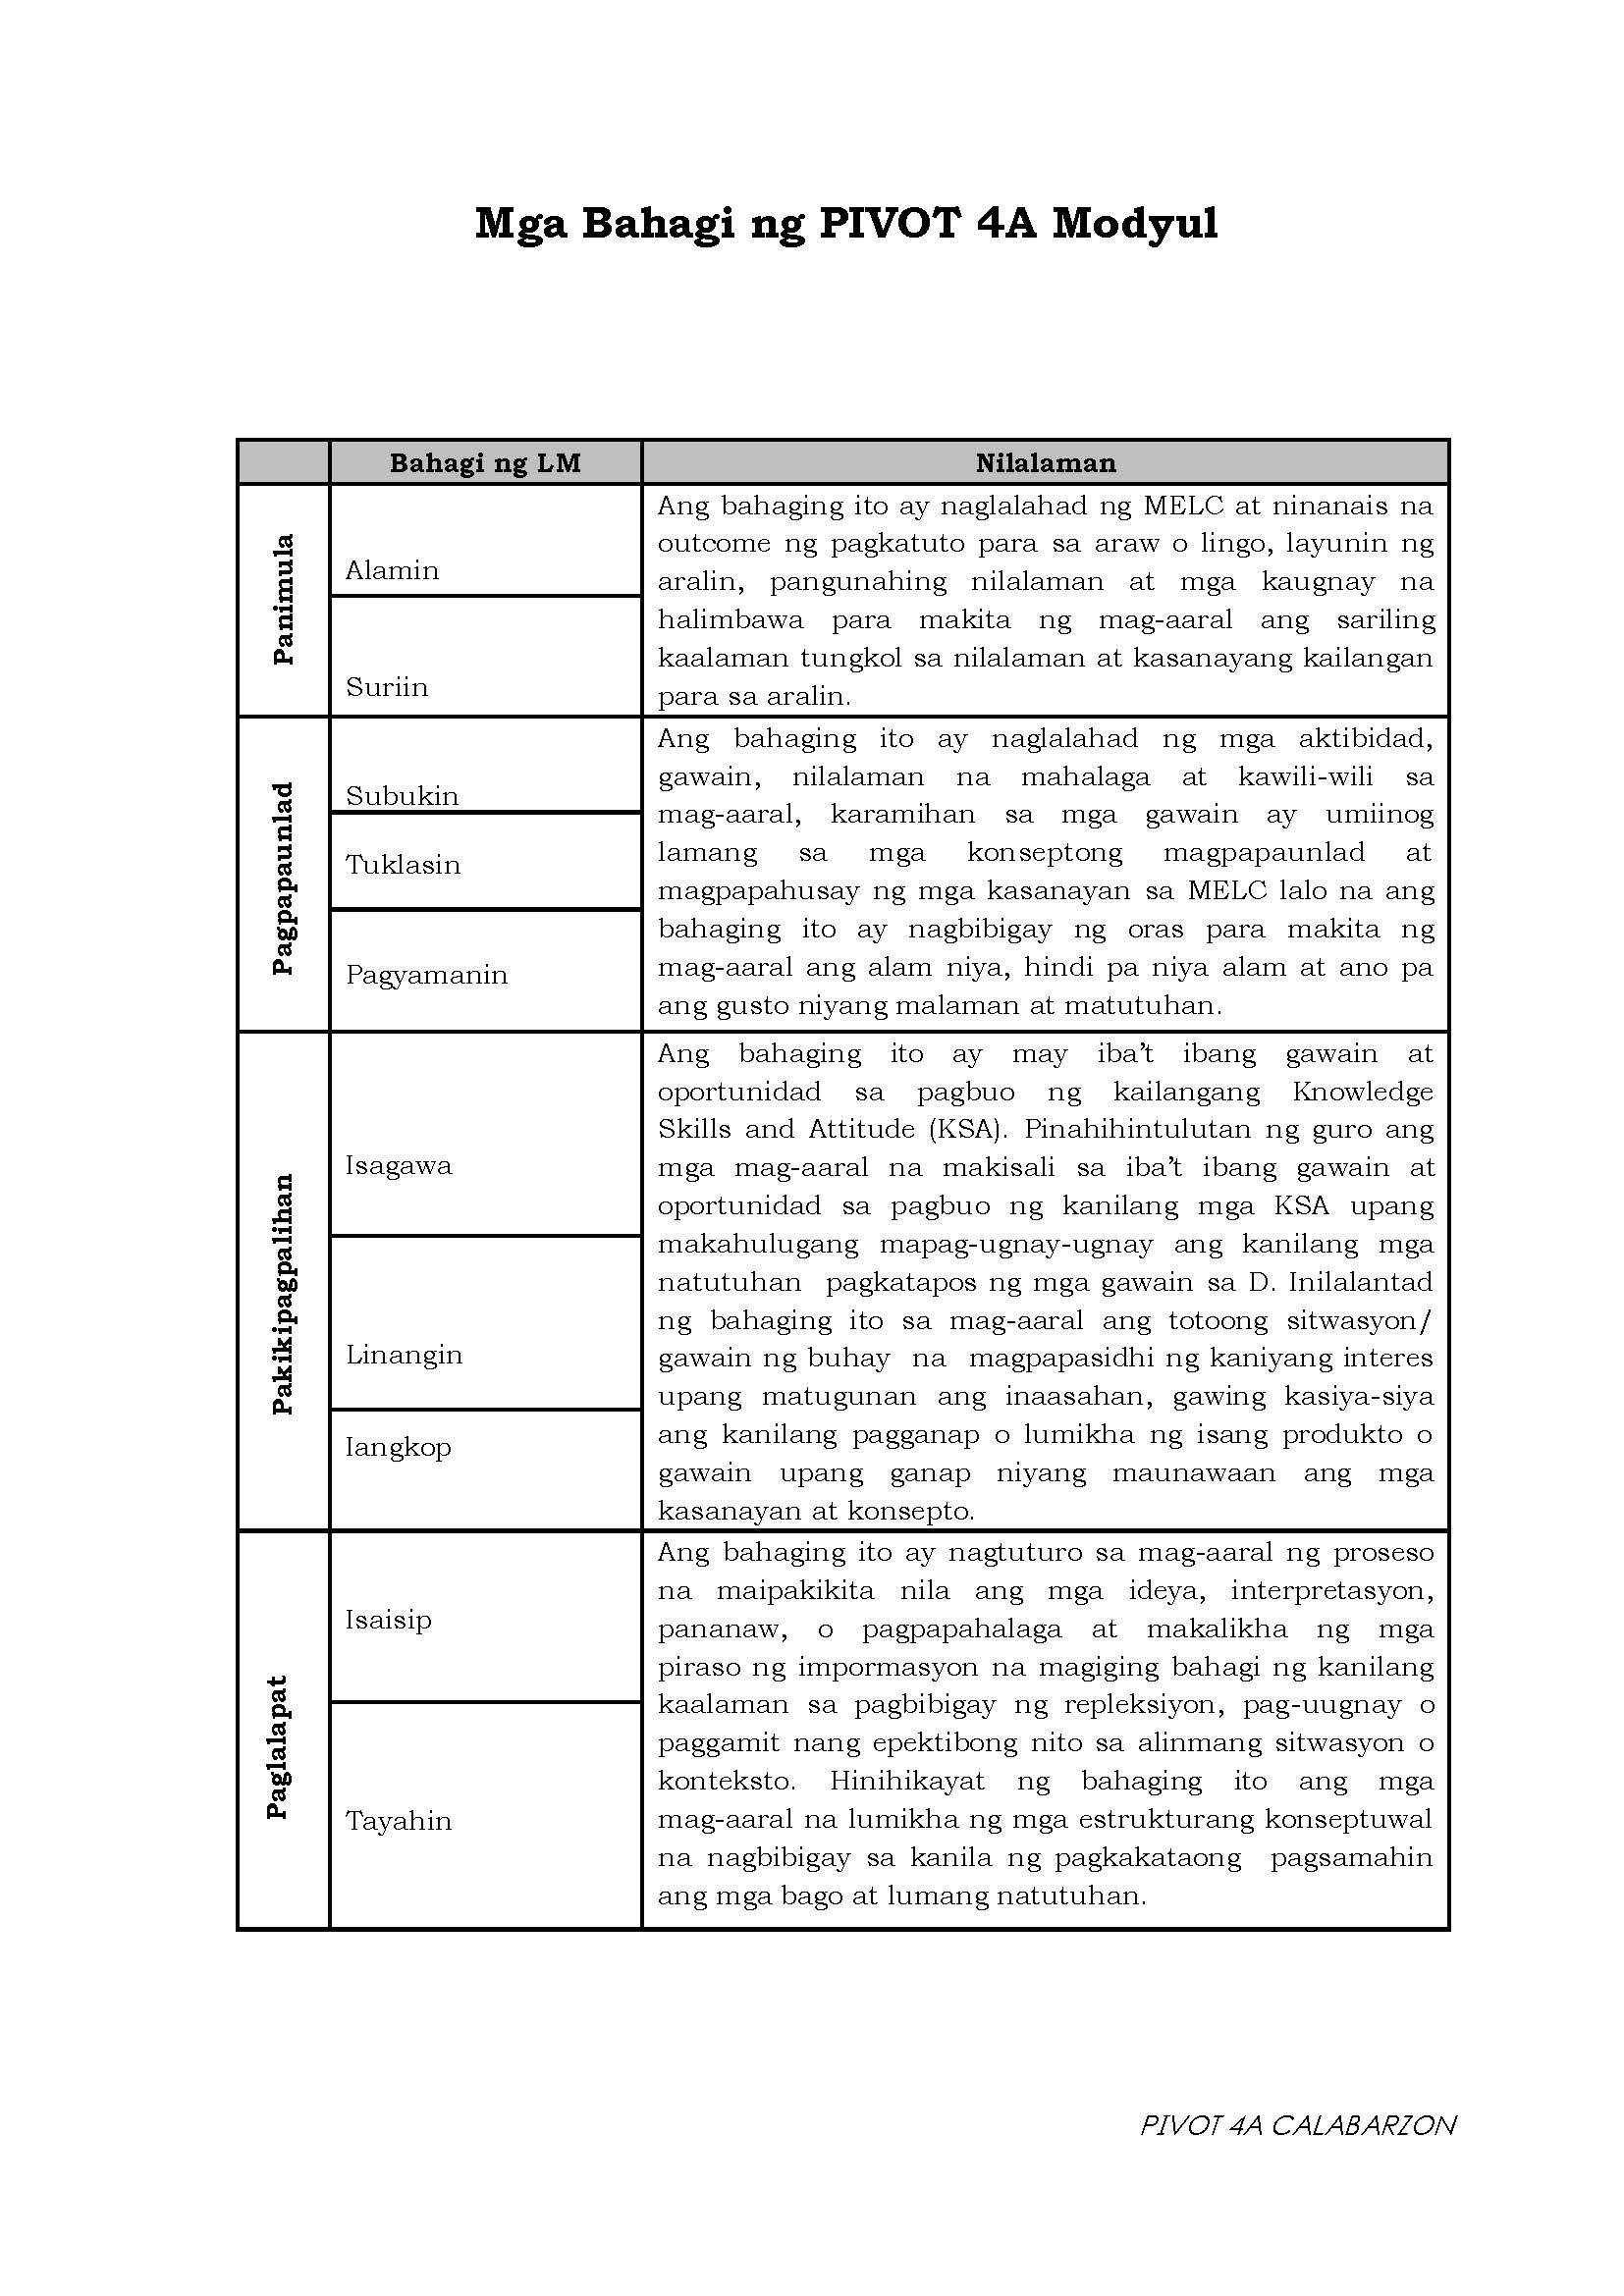 Mga Bahagi ng PIVOT 4A Modyul
Bahagi ng LM
Nilalaman
Panimula
Alamin
Suriin
Ang bahaging ito ay naglalahad ng MELC at ninanais na
outcome ng pagkatuto para sa araw o lingo, layunin ng
aralin, pangunahing nilalaman at mga kaugnay na
halimbawa para makita ng mag-aaral ang sariling
kaalaman tungkol sa nilalaman at kasanayang kailangan
para sa aralin.
Pagpapaunlad
Subukin
Tuklasin
Pagyamanin
Ang bahaging ito ay naglalahad ng mga aktibidad,
gawain, nilalaman na mahalaga at kawili-wili sa
mag-aaral, karamihan sa mga gawain ay umiinog
lamang sa mga konseptong magpapaunlad at
magpapahusay ng mga kasanayan sa MELC lalo na ang
bahaging ito ay nagbibigay ng oras para makita ng
mag-aaral ang alam niya, hindi pa niya alam at ano pa
ang gusto niyang malaman at matutuhan.
Pakikipagpalihan
Isagawa
Linangin
Iangkop
Ang bahaging ito ay may iba't ibang gawain at
oportunidad sa pagbuo ng kailangang Knowledge
Skills and Attitude (KSA). Pinahihintulutan ng guro ang
mga mag-aaral na makisali sa iba't ibang gawain at
oportunidad sa pagbuo ng kanilang mga KSA upang
makahulugang mapag-ugnay-ugnay ang kanilang mga
natutuhan pagkatapos ng mga gawain sa D. Inilalantad
ng bahaging ito sa mag-aaral ang totoong sitwasyon/
gawain ng buhay na magpapasidhi ng kaniyang interes
upang matugunan ang inaasahan, gawing kasiya-siya
ang kanilang pagganap o lumikha ng isang produkto o
gawain upang ganap niyang maunawaan ang mga
kasanayan at konsepto.
Paglalapat
Isaisip
Tayahin
Ang bahaging ito ay nagtuturo sa mag-aaral ng proseso
na maipakikita nila ang mga ideya, interpretasyon,
pananaw, o pagpapahalaga at makalikha ng mga
piraso ng impormasyon na magiging bahagi ng kanilang
kaalaman sa pagbibigay ng repleksiyon, pag-uugnay o
paggamit nang epektibong nito sa alinmang sitwasyon o
konteksto. Hinihikayat ng bahaging ito ang mga
mag-aaral na lumikha ng mga estrukturang konseptuwal
na nagbibigay sa kanila ng pagkakataong pagsamahin
ang mga bago at lumang natutuhan.
PIVOT 4A CALABARZON